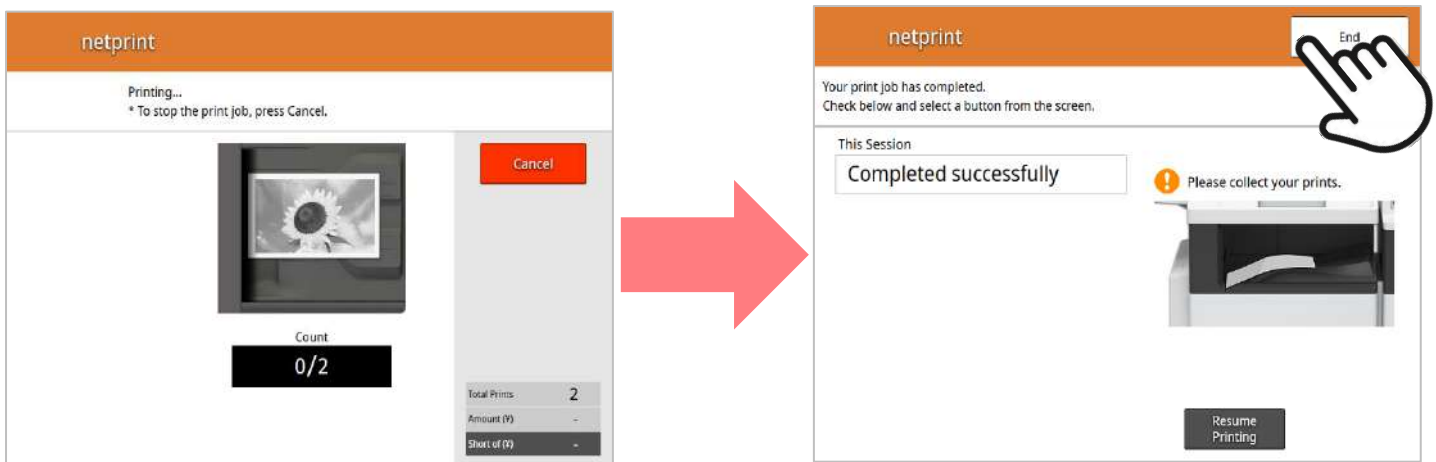 netprint
Printing...
* To stop the print job, press Cancel.
Cancel
Count
0/2
Total Prints 2
Amount (¥) -
Short of (¥) -
netprint
End
Your print job has completed.
Check below and select a button from the screen.
This Session
Completed successfully
Please collect your prints.
Resume
Printing